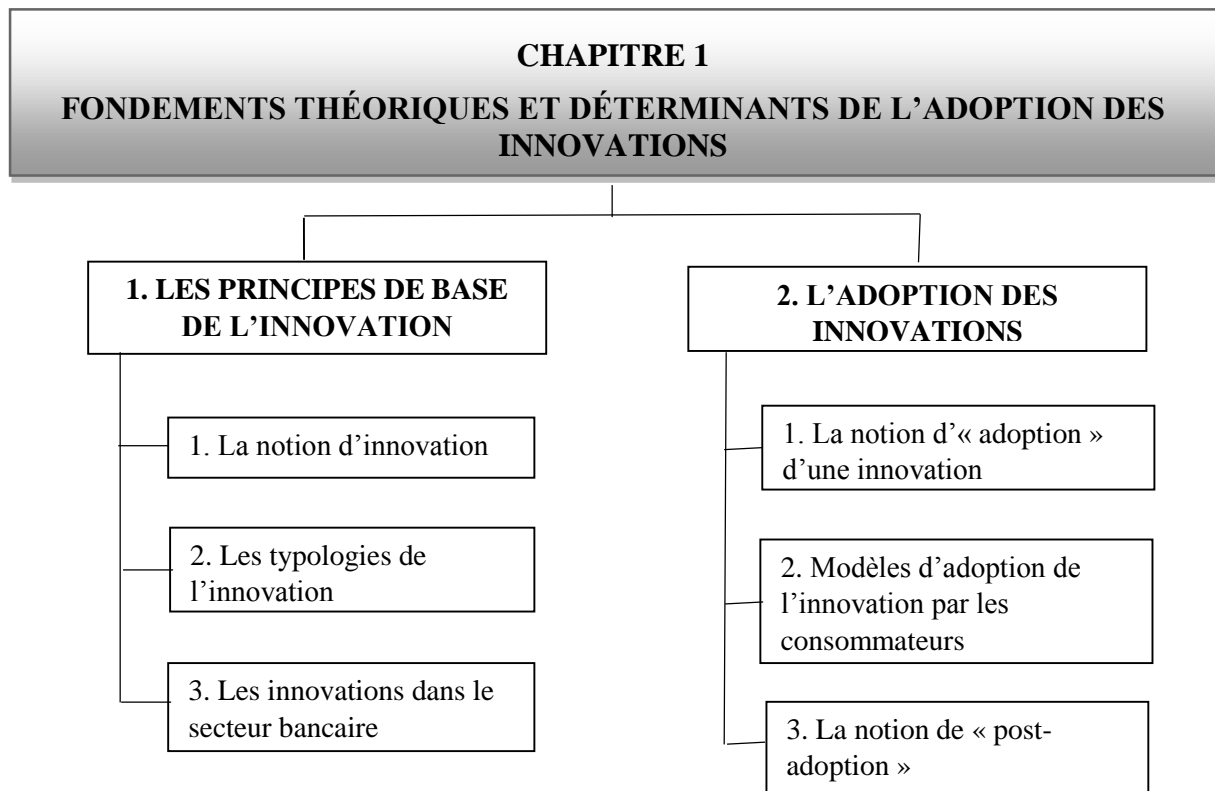 CHAPITRE 1
FONDEMENTS THÉORIQUES ET DÉTERMINANTS DE L’ADOPTION DES
INNOVATIONS
1. LES PRINCIPES DE BASE
DE L’INNOVATION
1. La notion d’innovation
2. Les typologies de
l’innovation
3. Les innovations dans le
secteur bancaire
2. L’ADOPTION DES
INNOVATIONS
1. La notion d’« adoption »
d’une innovation
2. Modèles d’adoption de
l’innovation par les
consommateurs
3. La notion de « post-
adoption »